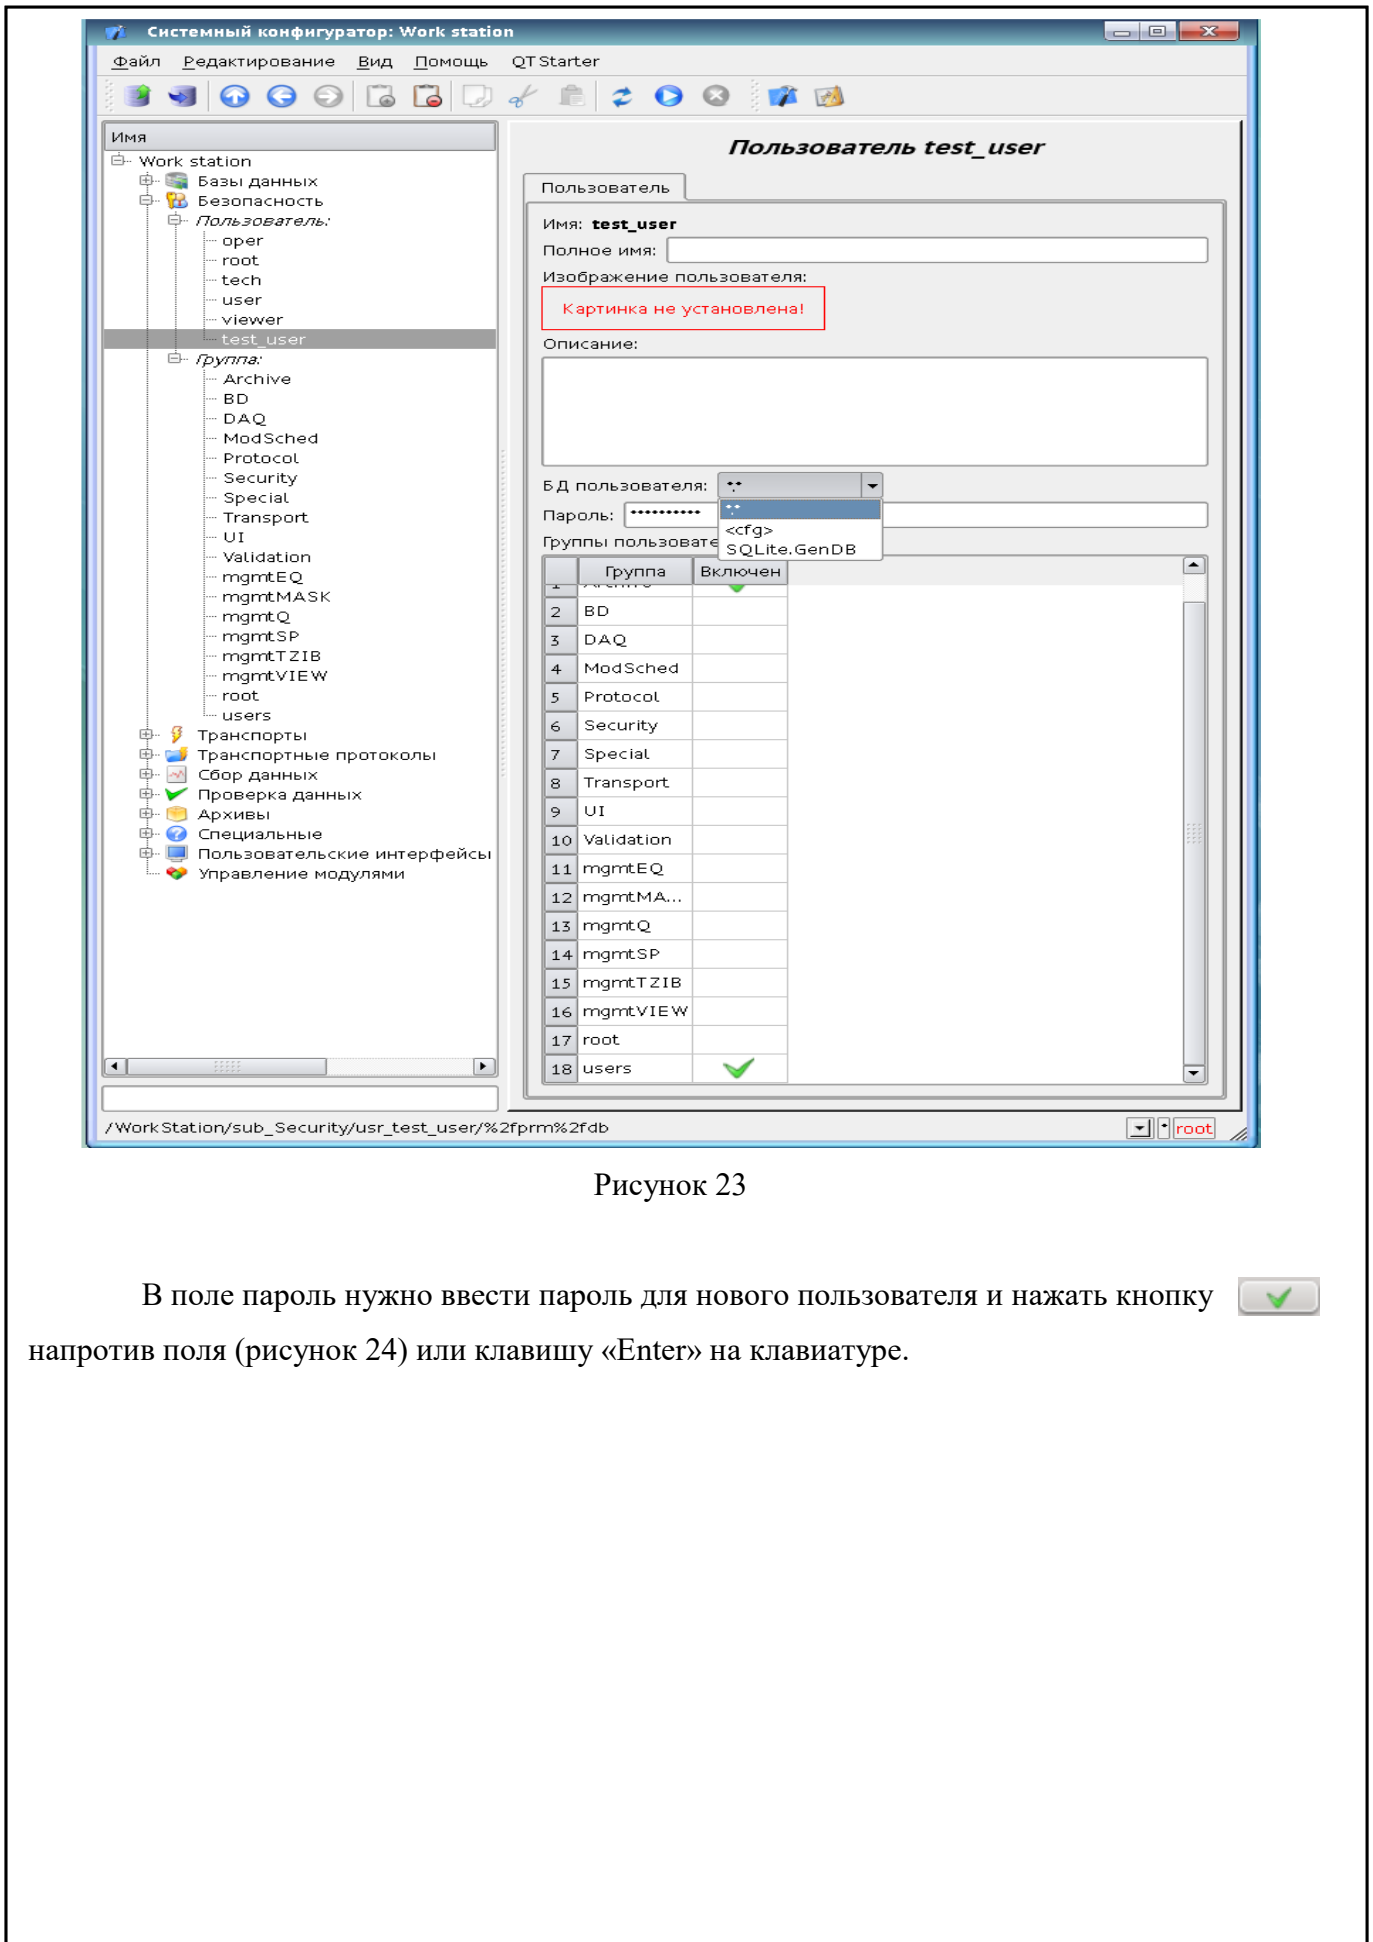 Системный конфигуратор: Work station
Файл Редактирование Вид Помощь QTStarter
Имя
Work station
Базы данных
Безопасность
Пользователь:
oper
root
tech
user
viewer
test_user
Группа:
Archive
BD
DAQ
ModSched
Protocol
Security
Special
Transport
UI
Validation
mgmtEQ
mgmtMASK
mgmtQ
mgmtSP
mgmtTZIB
mgmtVIEW
root
users
Транспорты
Транспортные протоколы
Сбор данных
Проверка данных
Архивы
Специальные
Пользовательские интерфейсы
Управление модулями
Пользователь test_user
Пользователь
Имя: test_user
Полное имя:
Изображение пользователя:
Картинка не установлена!
Описание:
БД пользователя: *.*
*.*
<cfg>
SQLite.GenDB
Пароль: ••••••••••
Группы пользоват
Группа Включен
1 Archive
2 BD
3 DAQ
4 ModSched
5 Protocol
6 Security
7 Special
8 Transport
9 UI
10 Validation
11 mgmtEQ
12 mgmtMA...
13 mgmtQ
14 mgmtSP
15 mgmtTZIB
16 mgmtVIEW
17 root
18 users
/WorkStation/sub_Security/usr_test_user/%2fprm%2fdb
* root
Рисунок 23
В поле пароль нужно ввести пароль для нового пользователя и нажать кнопку
напротив поля (рисунок 24) или клавишу «Enter» на клавиатуре.